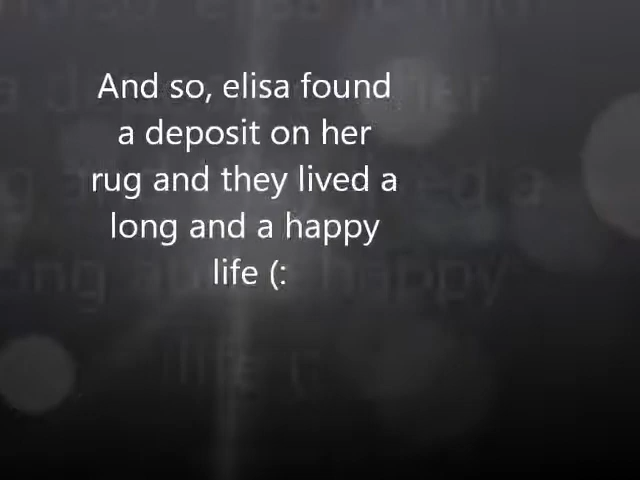 And so, elisa found
a deposit on her
rug and they lived a
long and a happy
life (: